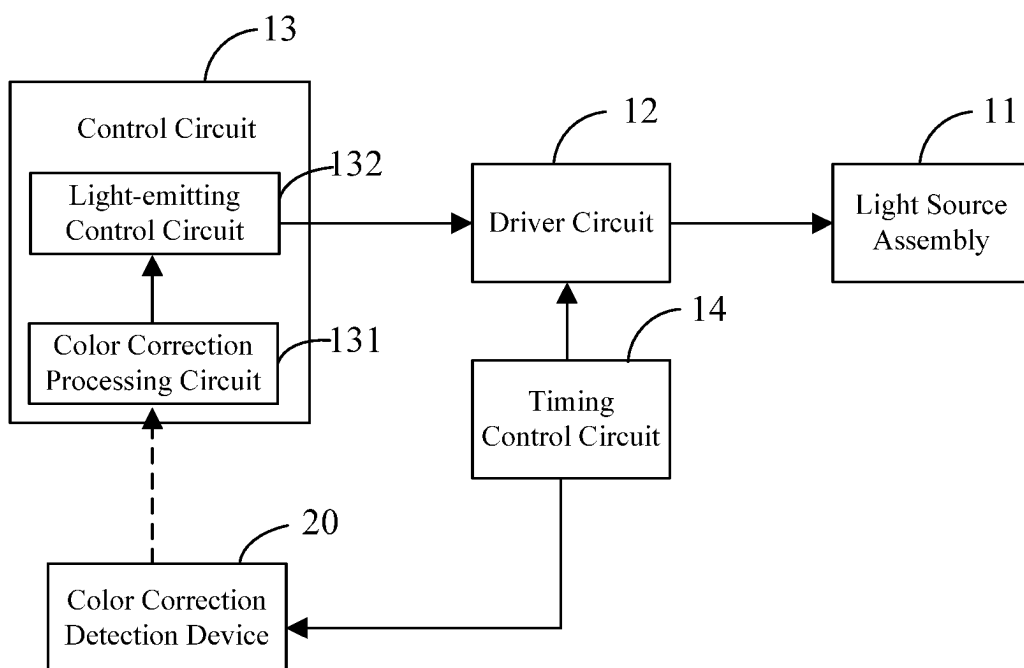 13
Control Circuit
132
Light-emitting
Control Circuit
12
Driver Circuit
11
Light Source
Assembly
131
Color Correction
Processing Circuit
14
Timing
Control Circuit
20
Color Correction
Detection Device